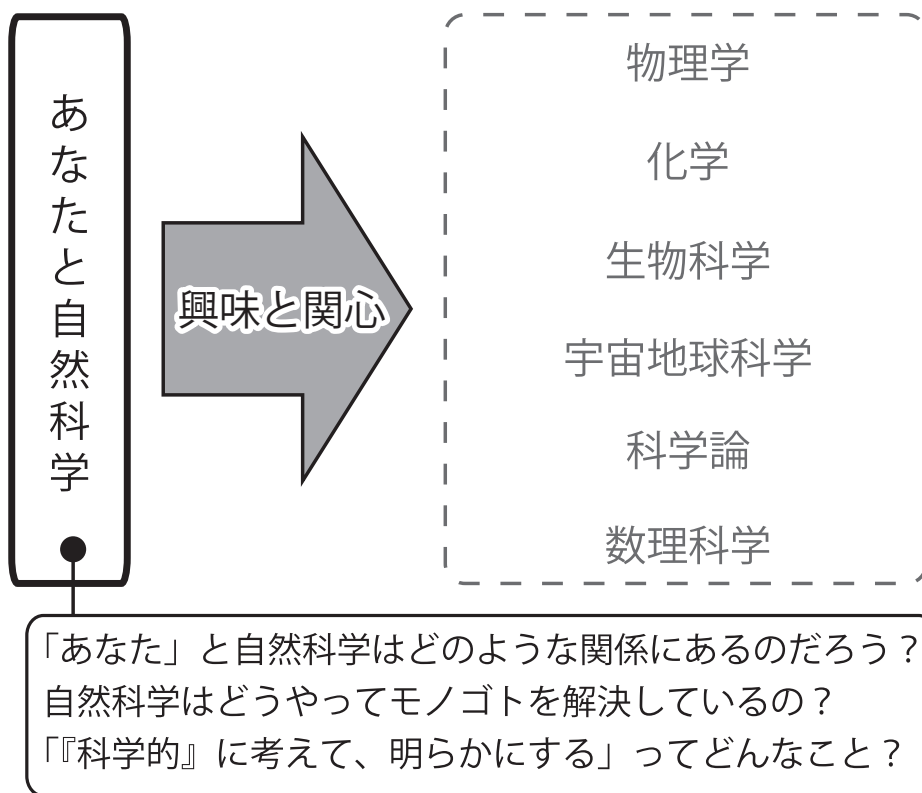 あなたと自然科学
興味と関心
物理学
化学
生物科学
宇宙地球科学
科学論
数理科学
「あなた」と自然科学はどのような関係にあるのだろう？
自然科学はどうやってモノゴトを解決しているの？
「『科学的』に考えて、明らかにする」ってどんなこと？